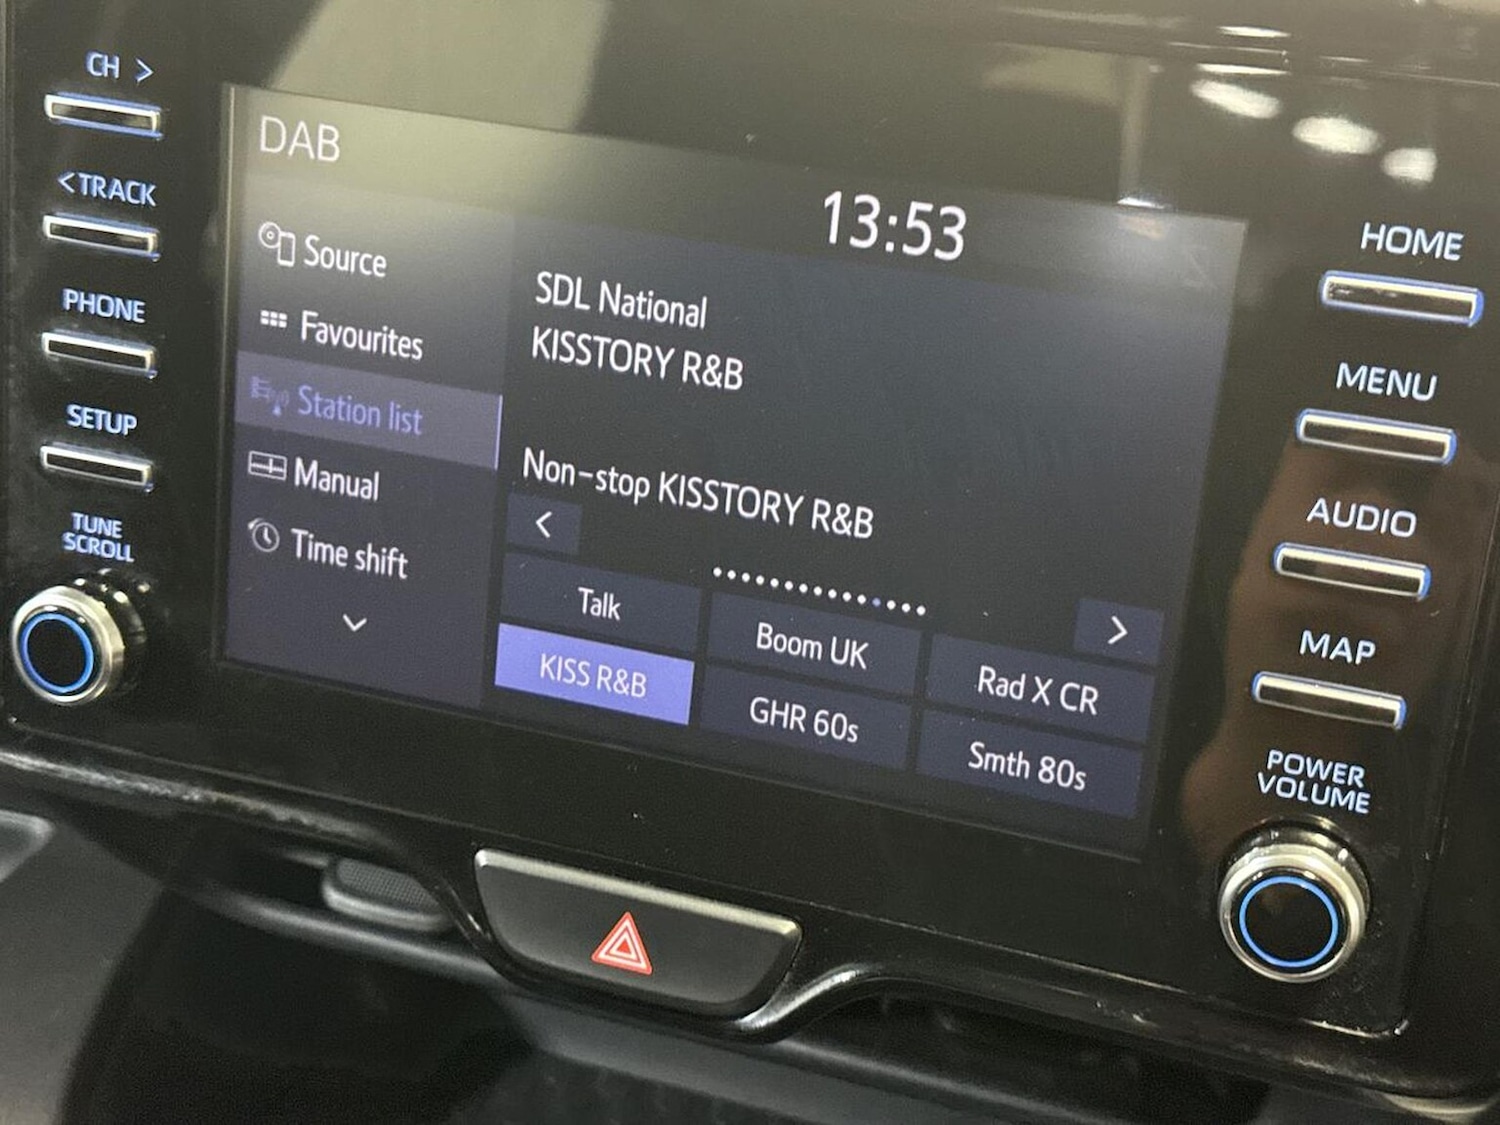 CH >
<TRACK
PHONE
SETUP
TUNE
SCROLL
DAB
13:53
Source
Favourites
Station list
Manual
Time shift
SDL National
KISSTORY R&B
Non-stop KISSTORY R&B
<
>
Talk
Boom UK
Rad X CR
KISS R&B
GHR 60s
Smth 80s
HOME
MENU
AUDIO
MAP
POWER
VOLUME